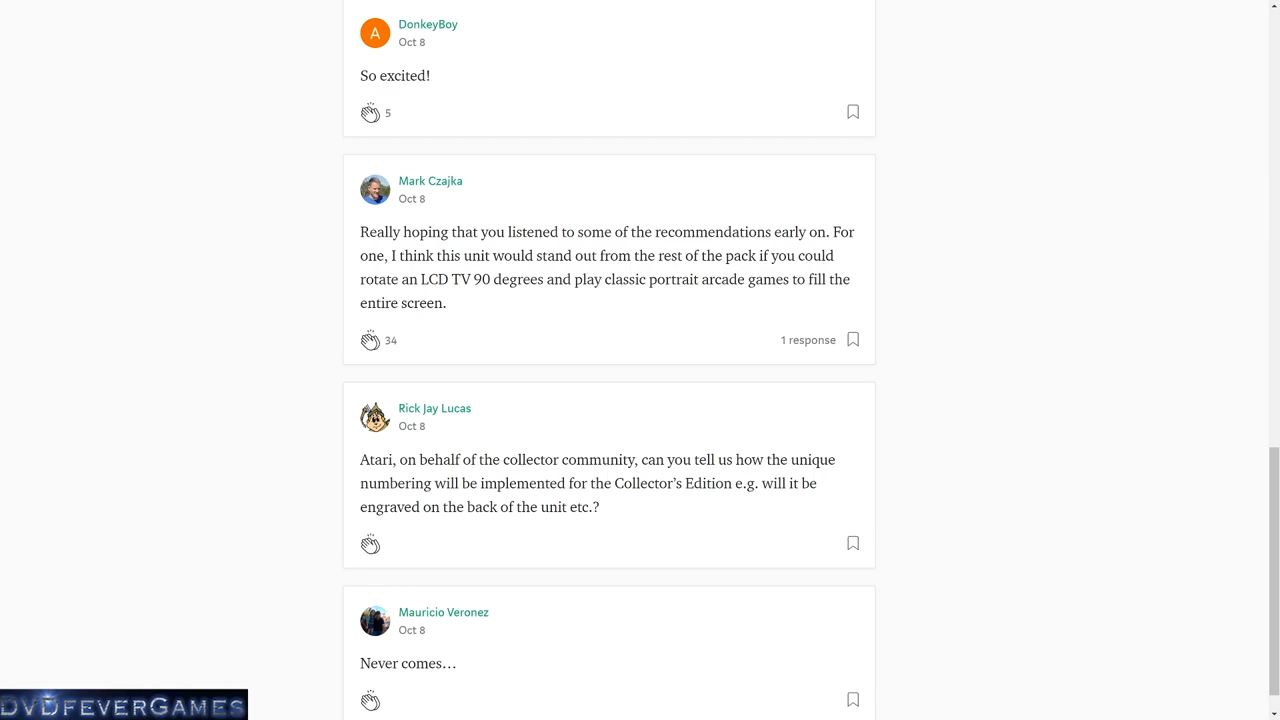 DonkeyBoy
Oct 8
So excited!
5
Mark Czajka
Oct 8
Really hoping that you listened to some of the recommendations early on. For
one, I think this unit would stand out from the rest of the pack if you could
rotate an LCD TV 90 degrees and play classic portrait arcade games to fill the
entire screen.
34
1 response
Rick Jay Lucas
Oct 8
Atari, on behalf of the collector community, can you tell us how the unique
numbering will be implemented for the Collector’s Edition e.g. will it be
engraved on the back of the unit etc.?
Mauricio Veronez
Oct 8
Never comes…
DVDFEVERGAMES